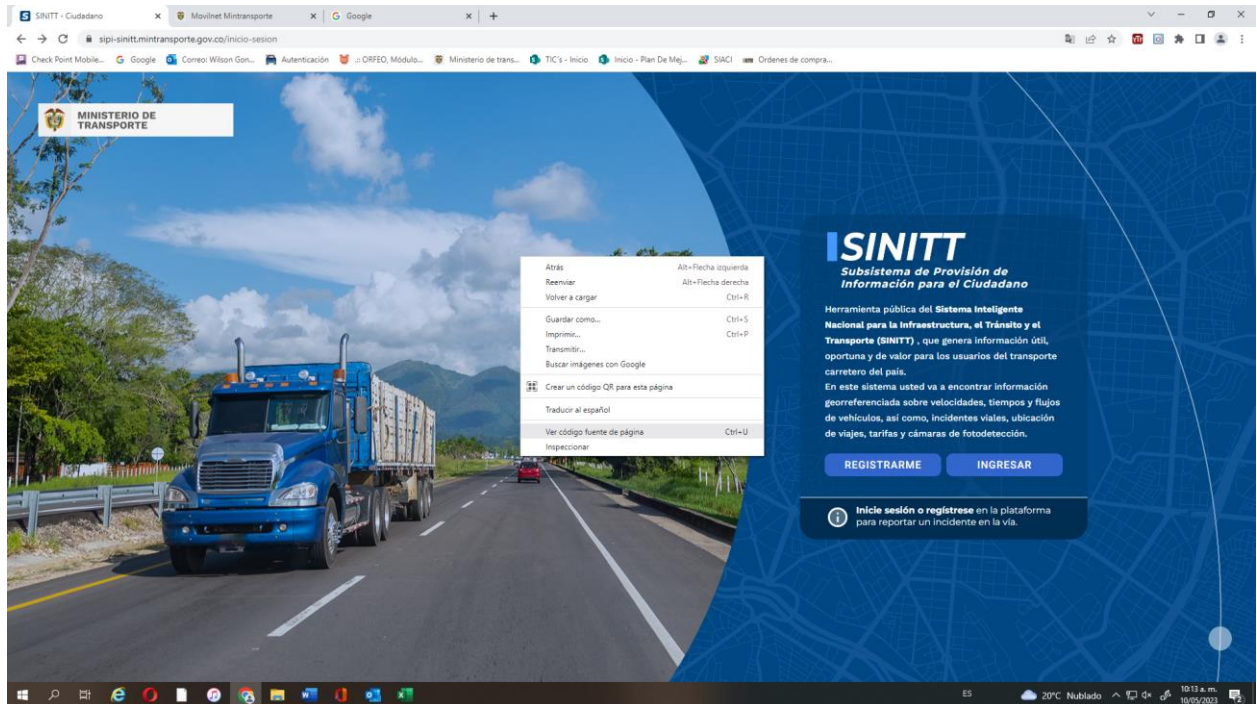 SINITT - Ciudadano
Movilnet Mintransporte
Google
sipi-sinitt.mintransporte.gov.co/inicio-sesion
Check Point Mobile...
Google
Correo: Wilson Gon...
Autenticación
.:: ORFEO, Módulo...
Ministerio de trans...
TIC's - Inicio
Inicio - Plan De Mej...
SIACI
Ordenes de compra...
MINISTERIO DE
TRANSPORTE
Atrás Alt+Flecha izquierda
Reenviar Alt+Flecha derecha
Volver a cargar Ctrl+R
Guardar como... Ctrl+S
Imprimir... Ctrl+P
Transmitir...
Buscar imágenes con Google
Crear un código QR para esta página
Traducir al español
Ver código fuente de página Ctrl+U
Inspeccionar
SINITT
Subsistema de Provisión de
Información para el Ciudadano
Herramienta pública del Sistema Inteligente
Nacional para la Infraestructura, el Tránsito y el
Transporte (SINITT) , que genera información útil,
oportuna y de valor para los usuarios del transporte
carretero del país.
En este sistema usted va a encontrar información
georreferenciada sobre velocidades, tiempos y flujos
de vehículos, así como, incidentes viales, ubicación
de viajes, tarifas y cámaras de fotodetección.
REGISTRARME
INGRESAR
Inicie sesión o regístrese en la plataforma
para reportar un incidente en la vía.
ES
20°C Nublado
10:13 a. m.
10/05/2023